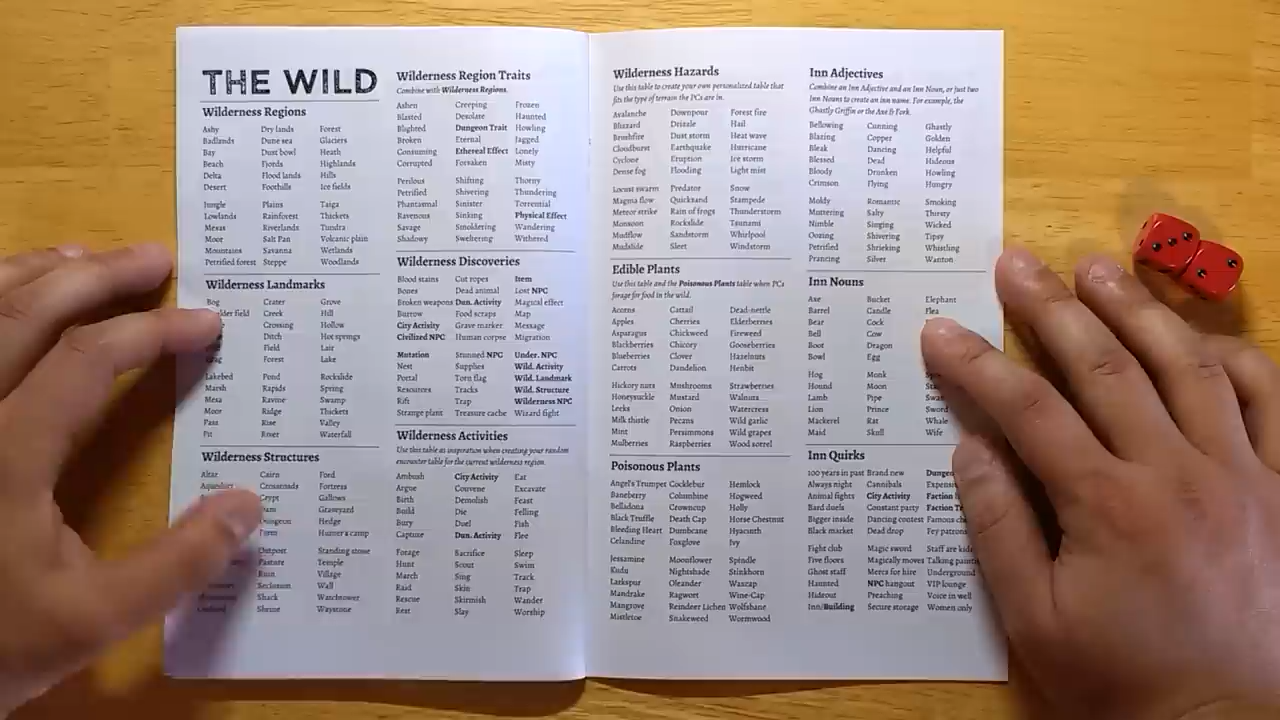 THE WILD
Wilderness Regions
Ashy Dry lands Forest
Badlands Dune sea Glaciers
Bay Dust bowl Heath
Beach Fjords Highlands
Delta Flood lands Hills
Desert Foothills Ice fields
Jungle Plains Taiga
Lowlands Rainforest Thickets
Mesas Riverlands Tundra
Moor Salt Pan Volcanic plain
Mountains Savanna Wetlands
Petrified forest Steppe Woodlands
Wilderness Landmarks
Bog Crater Grove
field Creek Hill
Crossing Hollow
Ditch Hot springs
Field Lair
Forest Lake
Lakebed Pond Rockslide
Marsh Rapids Spring
Mesa Ravine Swamp
Moor Ridge Thickets
Pass Rise Valley
Pit River Waterfall
Wilderness Structures
Altar Cairn Ford
Aqueduct Crossroads Fortress
Crypt Gallows
Graveyard
Hedge
Hunter's camp
Outpost Standing stone
Pasture Temple
Ruin Village
Seclusion Wall
Shack Watchtower
Shrine Waystone
Wilderness Region Traits
Combine with Wilderness Regions.
Ashen Creeping Frozen
Blasted Desolate Haunted
Blighted Dungeon Trait Howling
Broken Eternal Jagged
Consuming Ethereal Effect Lonely
Corrupted Forsaken Misty
Perilous Shifting Thorny
Petrified Shivering Thundering
Phantasmal Sinister Torrential
Ravenous Sinking Physical Effect
Savage Smoldering Wandering
Shadowy Sweltering Withered
Wilderness Discoveries
Blood stains Cut ropes Item
Bones Dead animal Lost NPC
Broken weapons Dun. Activity Magical effect
Burrow Food scraps Map
City Activity Grave marker Message
Civilized NPC Human corpse Migration
Mutation Stunned NPC Under. NPC
Nest Supplies Wild. Activity
Portal Torn flag Wild. Landmark
Resources Tracks Wild. Structure
Rift Trap Wilderness NPC
Strange plant Treasure cache Wizard fight
Wilderness Activities
Use this table as inspiration when creating your random
encounter table for the current wilderness region.
Ambush City Activity Eat
Argue Convene Excavate
Birth Demolish Feast
Build Die Felling
Bury Duel Fish
Capture Dun. Activity Flee
Forage Sacrifice Sleep
Hunt Scout Swim
March Sing Track
Raid Skin Trap
Rescue Skirmish Wander
Rest Slay Worship
Wilderness Hazards
Use this table to create your own personalized table that
fits the type of terrain the PCs are in.
Avalanche Downpour Forest fire
Blizzard Drizzle Hail
Brushfire Dust storm Heat wave
Cloudburst Earthquake Hurricane
Cyclone Eruption Ice storm
Dense fog Flooding Light mist
Locust swarm Predator Snow
Magma flow Quicksand Stampede
Meteor strike Rain of frogs Thunderstorm
Monsoon Rockslide Tsunami
Mudflow Sandstorm Whirlpool
Mudslide Sleet Windstorm
Edible Plants
Use this table and the Poisonous Plants table when PCs
forage for food in the wild.
Acorns Cattail Dead-nettle
Apples Cherries Elderberries
Asparagus Chickweed Fireweed
Blackberries Chicory Gooseberries
Blueberries Clover Hazelnuts
Carrots Dandelion Henbit
Hickory nuts Mushrooms Strawberries
Honeysuckle Mustard Walnuts
Leeks Onion Watercress
Milk thistle Pecans Wild garlic
Mint Persimmons Wild grapes
Mulberries Raspberries Wood sorrel
Poisonous Plants
Angel's Trumpet Cocklebur Hemlock
Baneberry Columbine Hogweed
Belladona Crowncup Holly
Black Truffle Death Cap Horse Chestnut
Bleeding Heart Dumbcane Hyacinth
Celandine Foxglove Ivy
Jessamine Moonflower Spindle
Kudu Nightshade Stinkhorn
Larkspur Oleander Waxcap
Mandrake Ragwort Wine-Cap
Mangrove Reindeer Lichen Wolfsbane
Mistletoe Snakeweed Wormwood
Inn Adjectives
Combine an Inn Adjective and an Inn Noun, or just two
Inn Nouns to create an inn name. For example, the
Ghastly Griffin or the Axe & Fork.
Bellowing Cunning Ghastly
Blazing Copper Golden
Bleak Dancing Helpful
Blessed Dead Hideous
Bloody Drunken Howling
Crimson Flying Hungry
Moldy Romantic Smoking
Muttering Salty Thirsty
Nimble Singing Wicked
Oozing Shivering Tipsy
Petrified Shrieking Whistling
Prancing Silver Wanton
Inn Nouns
Axe Bucket Elephant
Barrel Candle Flea
Bear Cock
Bell Cow
Boot Dragon
Bowl Egg
Hog Monk
Hound Moon
Lamb Pipe
Lion Prince Sword
Mackerel Rat Whale
Maid Skull Wife
Inn Quirks
100 years in past Brand new
Always night Cannibals
Animal fights City Activity Faction
Bard duels Constant party Faction
Bigger inside Dancing contest Famous
Black market Dead drop Fey
Fight club Magic sword Staff are
Five floors Magically moves Talking
Ghost staff Mercs for hire Underground
Haunted NPC hangout VIP lounge
Hideout Preaching Voice in well
Inn/Building Secure storage Women only